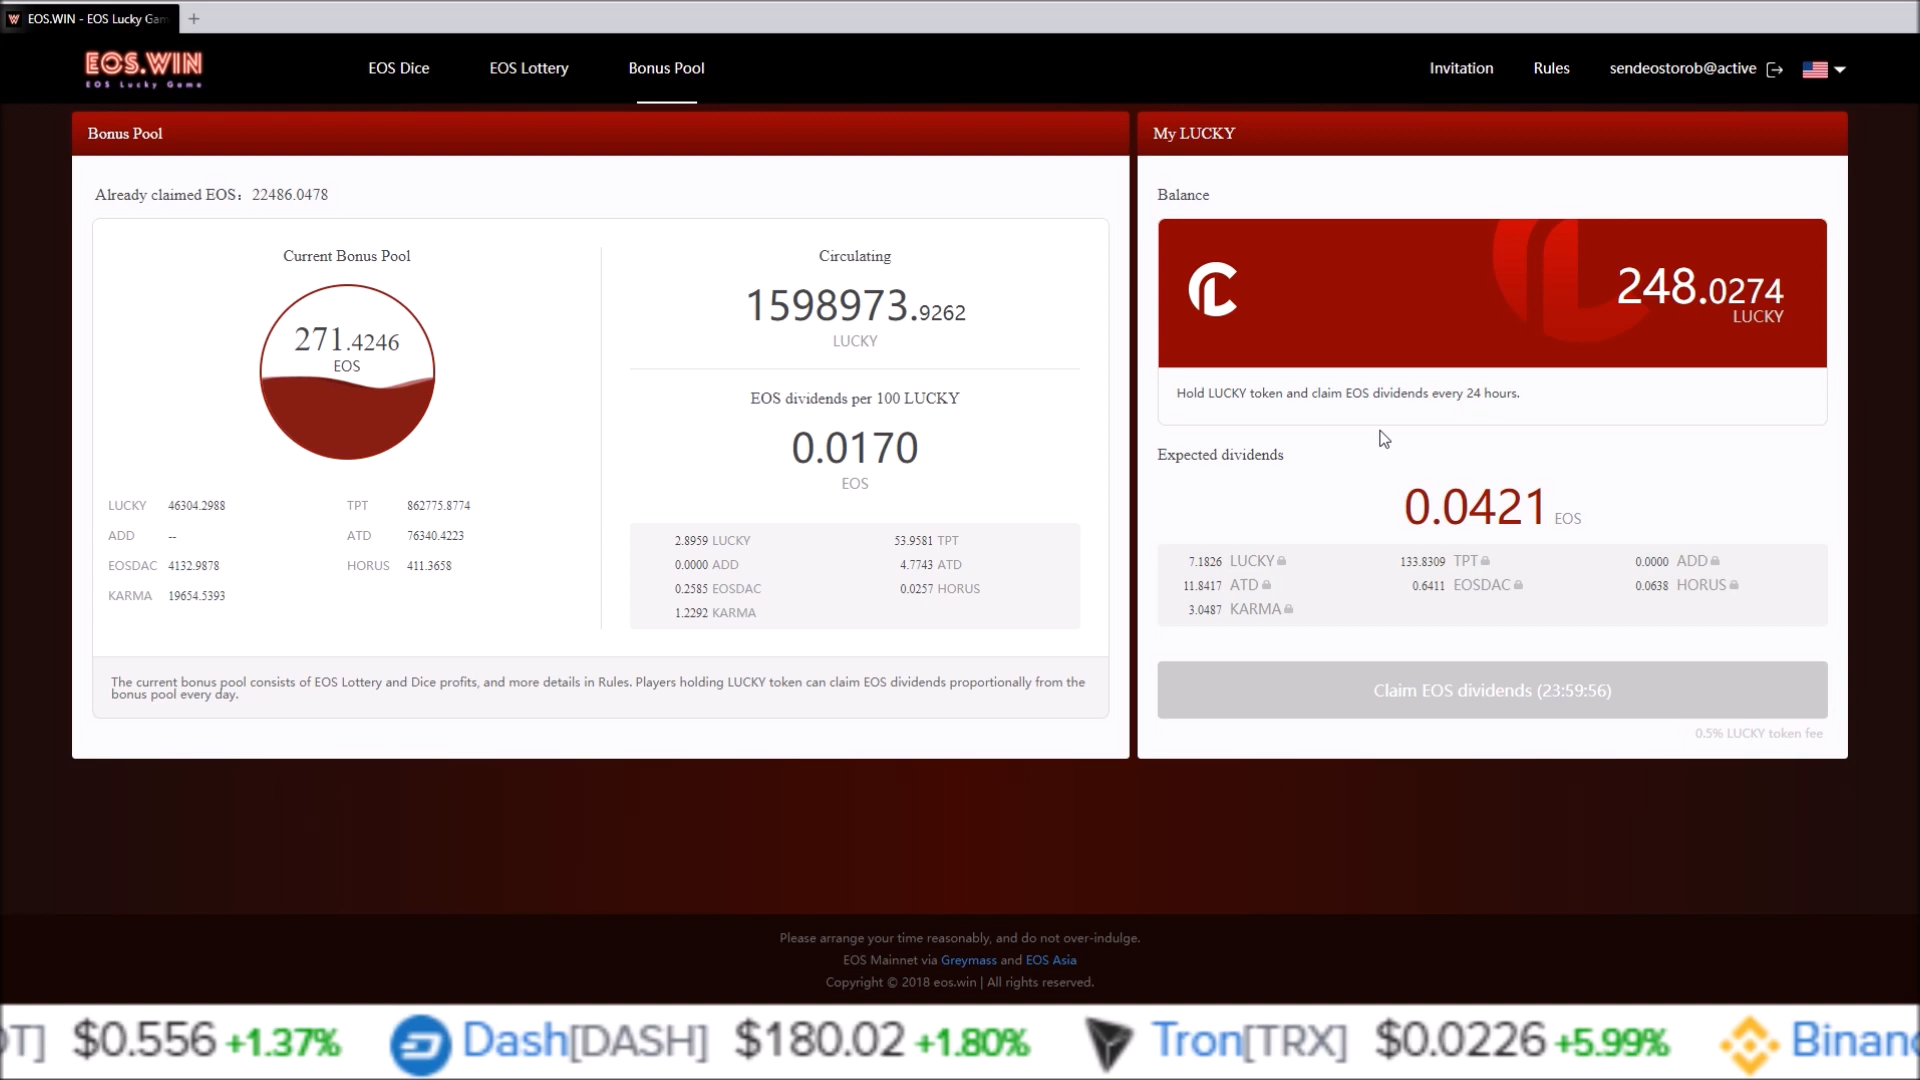 EOS.WIN - EOS Lucky Gam
EOS.WIN
EOS Lucky Game
EOS Dice
EOS Lottery
Bonus Pool
Invitation
Rules
sendeostorob@active
Bonus Pool
Already claimed EOS： 22486.0478
Current Bonus Pool
271.4246
EOS
LUCKY 46304.2988
TPT 862775.8774
ADD --
ATD 76340.4223
EOSDAC 4132.9878
HORUS 411.3658
KARMA 19654.5393
Circulating
1598973.9262
LUCKY
EOS dividends per 100 LUCKY
0.0170
EOS
2.8959 LUCKY
53.9581 TPT
0.0000 ADD
4.7743 ATD
0.2585 EOSDAC
0.0257 HORUS
1.2292 KARMA
The current bonus pool consists of EOS Lottery and Dice profits, and more details in Rules. Players holding LUCKY token can claim EOS dividends proportionally from the
bonus pool every day.
My LUCKY
Balance
248.0274
LUCKY
Hold LUCKY token and claim EOS dividends every 24 hours.
Expected dividends
0.0421 EOS
7.1826 LUCKY
133.8309 TPT
0.0000 ADD
11.8417 ATD
0.6411 EOSDAC
0.0638 HORUS
3.0487 KARMA
Claim EOS dividends (23:59:56)
0.5% LUCKY token fee
Please arrange your time reasonably, and do not over-indulge.
EOS Mainnet via Greymass and EOS Asia
Copyright © 2018 eos.win | All rights reserved.
OT] $0.556 +1.37% Dash[DASH] $180.02 +1.80% Tron[TRX] $0.0226 +5.99% Binanc